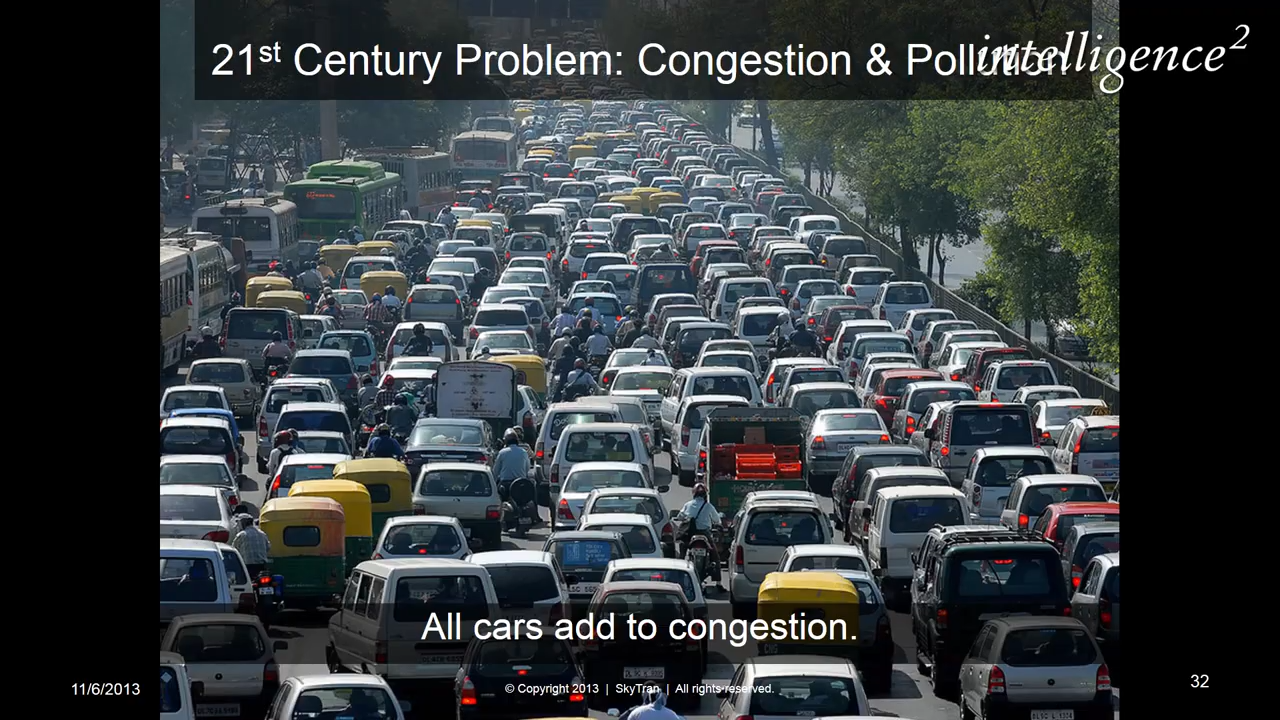 21st Century Problem: Congestion & Pollution
intelligence2
All cars add to congestion.
11/6/2013
© Copyright 2013 | SkyTran | All rights reserved.
32